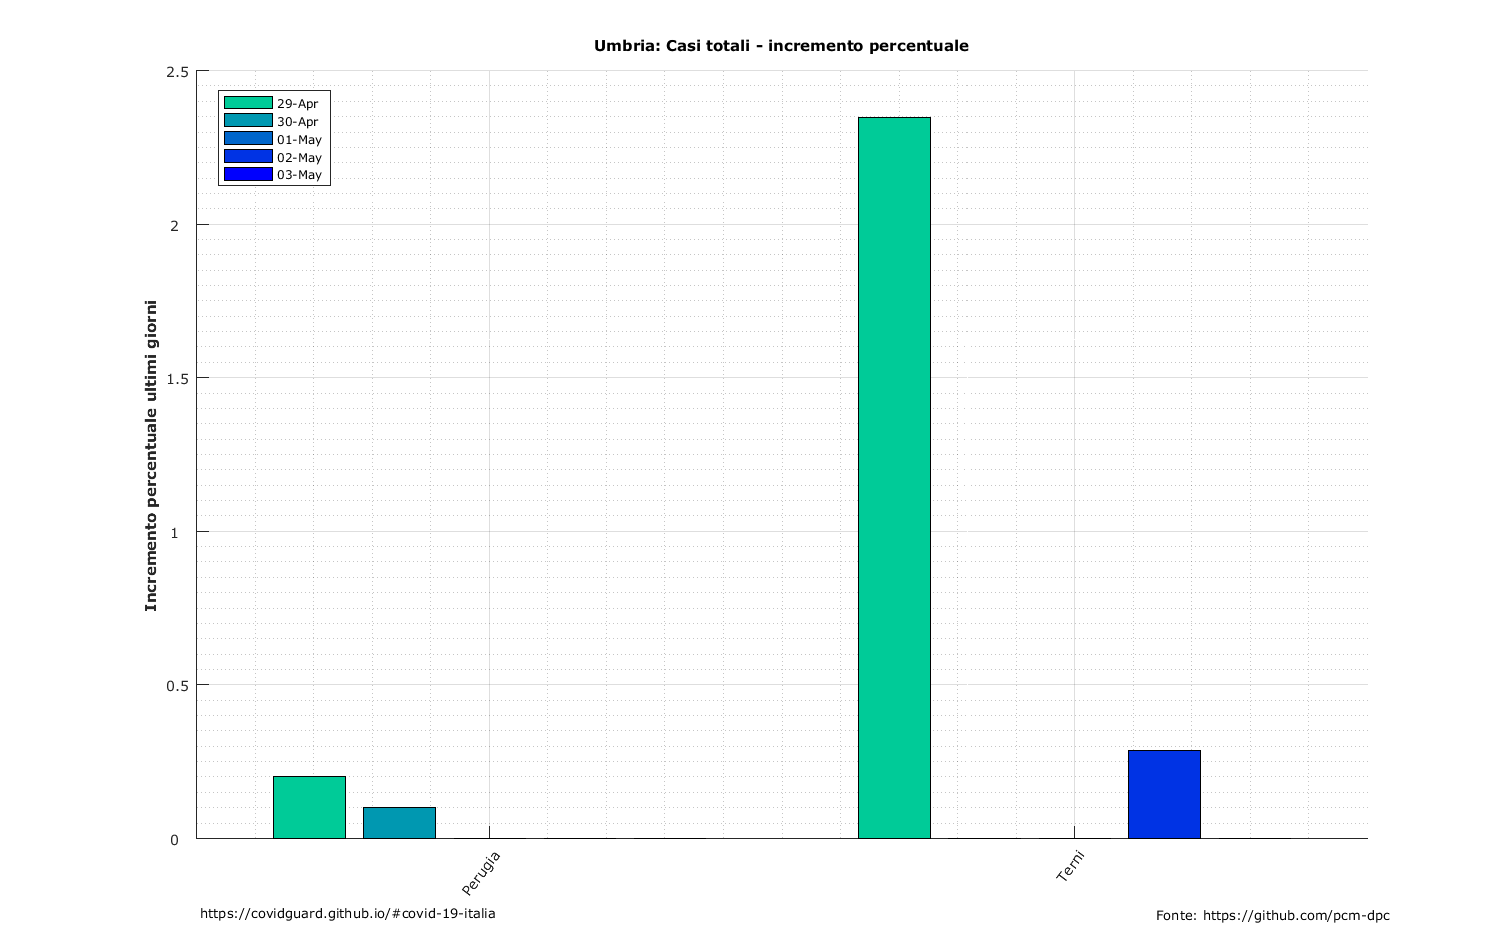 Umbria: Casi totali - incremento percentuale
Incremento percentuale ultimi giorni
2.5
2
1.5
1
0.5
0
29-Apr
30-Apr
01-May
02-May
03-May
Perugia
Terni
https://covidguard.github.io/#covid-19-italia
Fonte: https://github.com/pcm-dpc